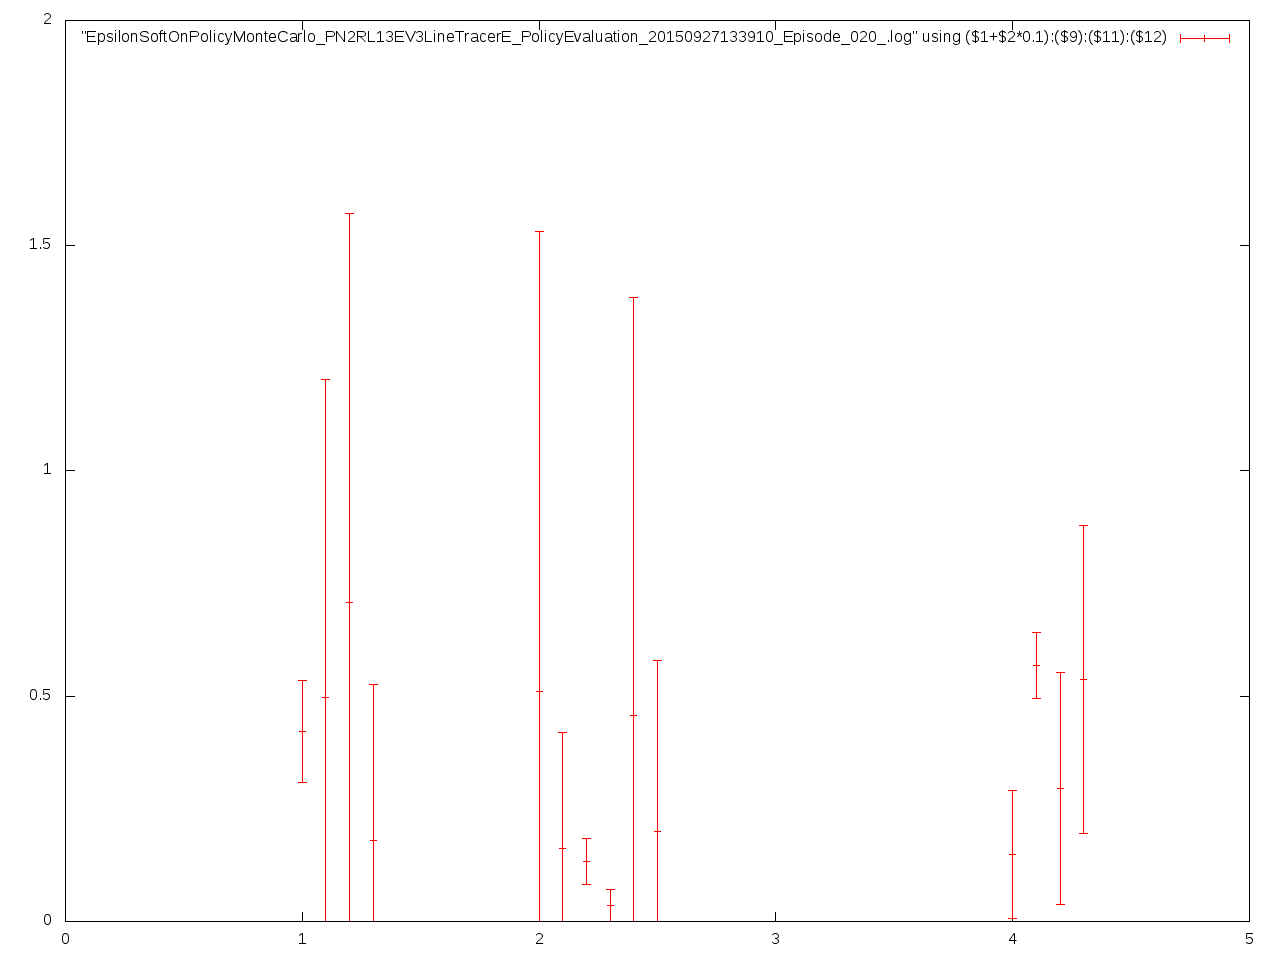 2
"EpsilonSoftOnPolicyMonteCarlo_PN2RL13EV3LineTracerE_PolicyEvaluation_20150927133910_Episode_020_.log" using ($1+$2*0.1):($9):($11):($12)
1.5
1
0.5
0
0 1 2 3 4 5